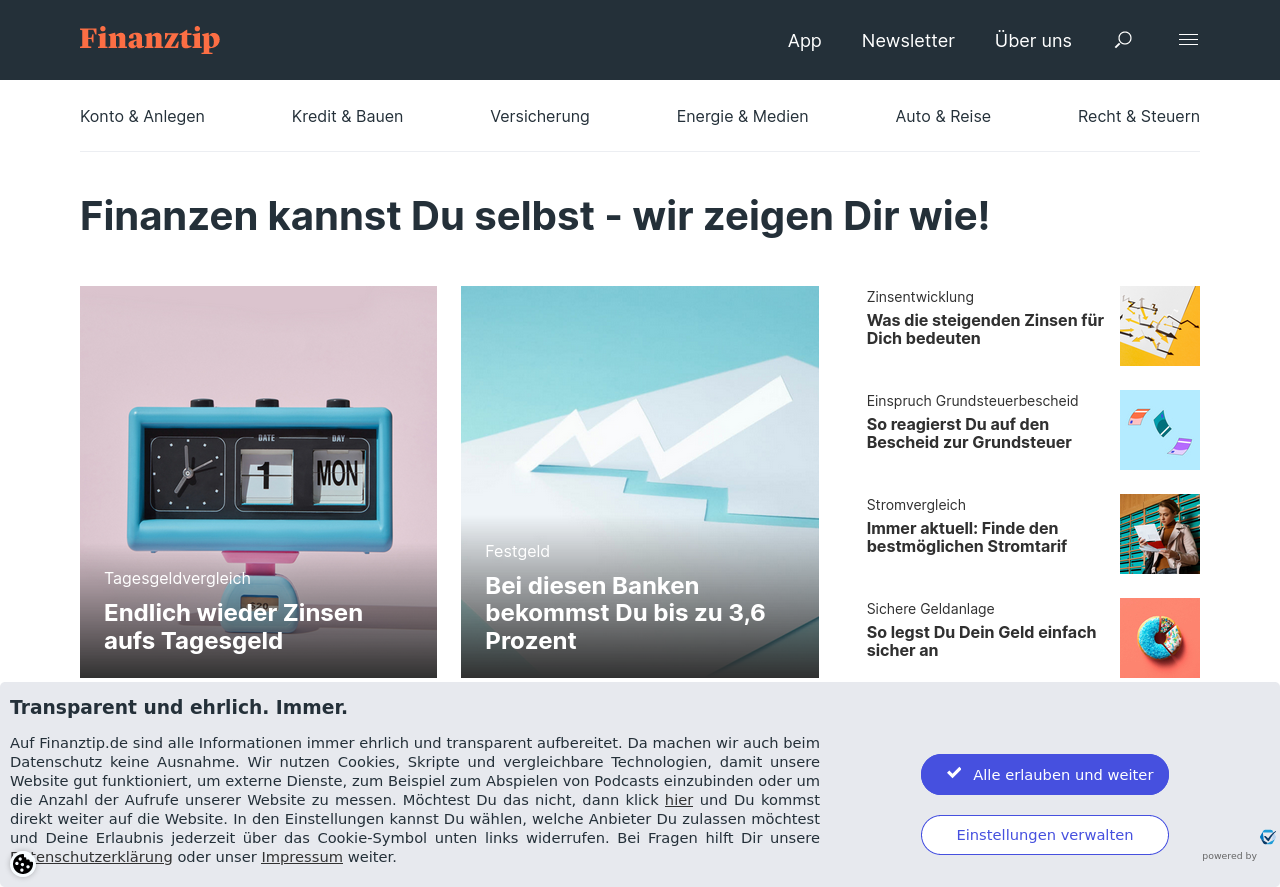 Finanztip
App
Newsletter
Über uns
Konto & Anlegen
Kredit & Bauen
Versicherung
Energie & Medien
Auto & Reise
Recht & Steuern
Finanzen kannst Du selbst - wir zeigen Dir wie!
DATE
DAY
1
MON
Tagesgeldvergleich
Endlich wieder Zinsen
aufs Tagesgeld
Festgeld
Bei diesen Banken
bekommst Du bis zu 3,6
Prozent
Zinsentwicklung
Was die steigenden Zinsen für
Dich bedeuten
Einspruch Grundsteuerbescheid
So reagierst Du auf den
Bescheid zur Grundsteuer
Stromvergleich
Immer aktuell: Finde den
bestmöglichen Stromtarif
Sichere Geldanlage
So legst Du Dein Geld einfach
sicher an
Transparent und ehrlich. Immer.
Auf Finanztip.de sind alle Informationen immer ehrlich und transparent aufbereitet. Da machen wir auch beim
Datenschutz keine Ausnahme. Wir nutzen Cookies, Skripte und vergleichbare Technologien, damit unsere
Website gut funktioniert, um externe Dienste, zum Beispiel zum Abspielen von Podcasts einzubinden oder um
die Anzahl der Aufrufe unserer Website zu messen. Möchtest Du das nicht, dann klick hier und Du kommst
direkt weiter auf die Website. In den Einstellungen kannst Du wählen, welche Anbieter Du zulassen möchtest
und Deine Erlaubnis jederzeit über das Cookie-Symbol unten links widerrufen. Bei Fragen hilft Dir unsere
Datenschutzerklärung oder unser Impressum weiter.
Alle erlauben und weiter
Einstellungen verwalten
powered by